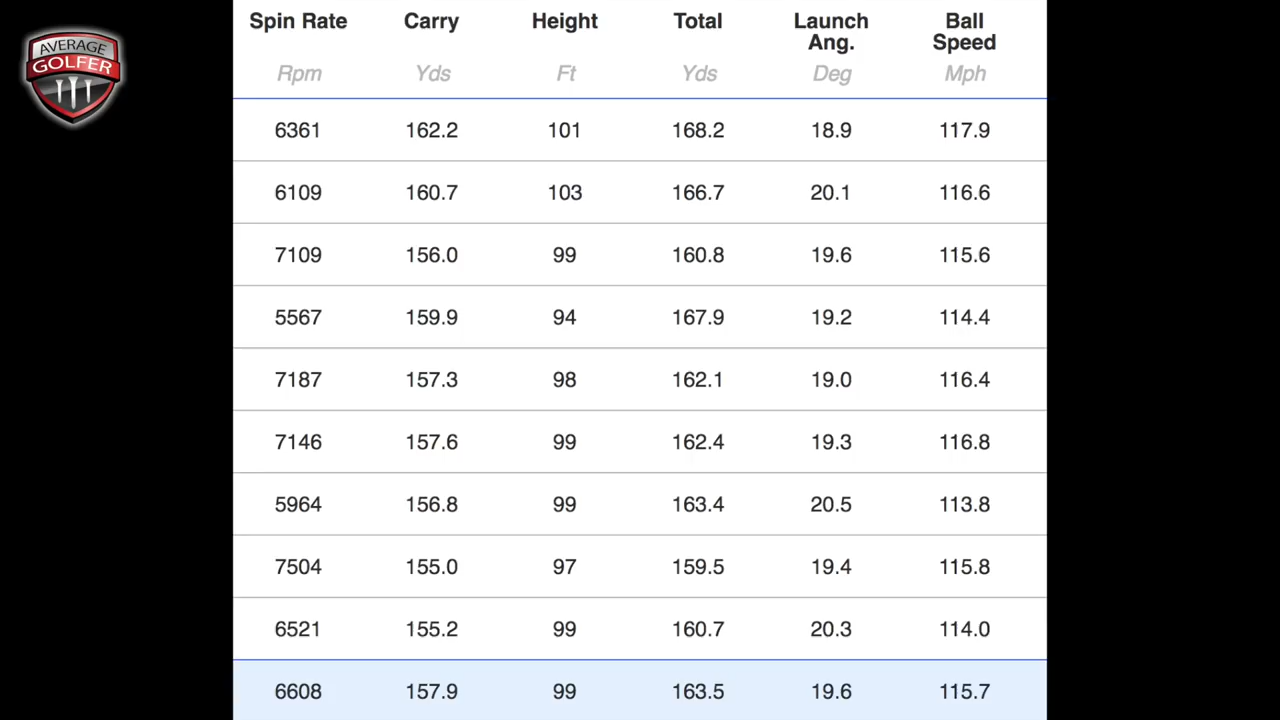 AVERAGE
GOLFER
Spin Rate Carry Height Total Launch Ang. Ball Speed
Rpm Yds Ft Yds Deg Mph
6361 162.2 101 168.2 18.9 117.9
6109 160.7 103 166.7 20.1 116.6
7109 156.0 99 160.8 19.6 115.6
5567 159.9 94 167.9 19.2 114.4
7187 157.3 98 162.1 19.0 116.4
7146 157.6 99 162.4 19.3 116.8
5964 156.8 99 163.4 20.5 113.8
7504 155.0 97 159.5 19.4 115.8
6521 155.2 99 160.7 20.3 114.0
6608 157.9 99 163.5 19.6 115.7